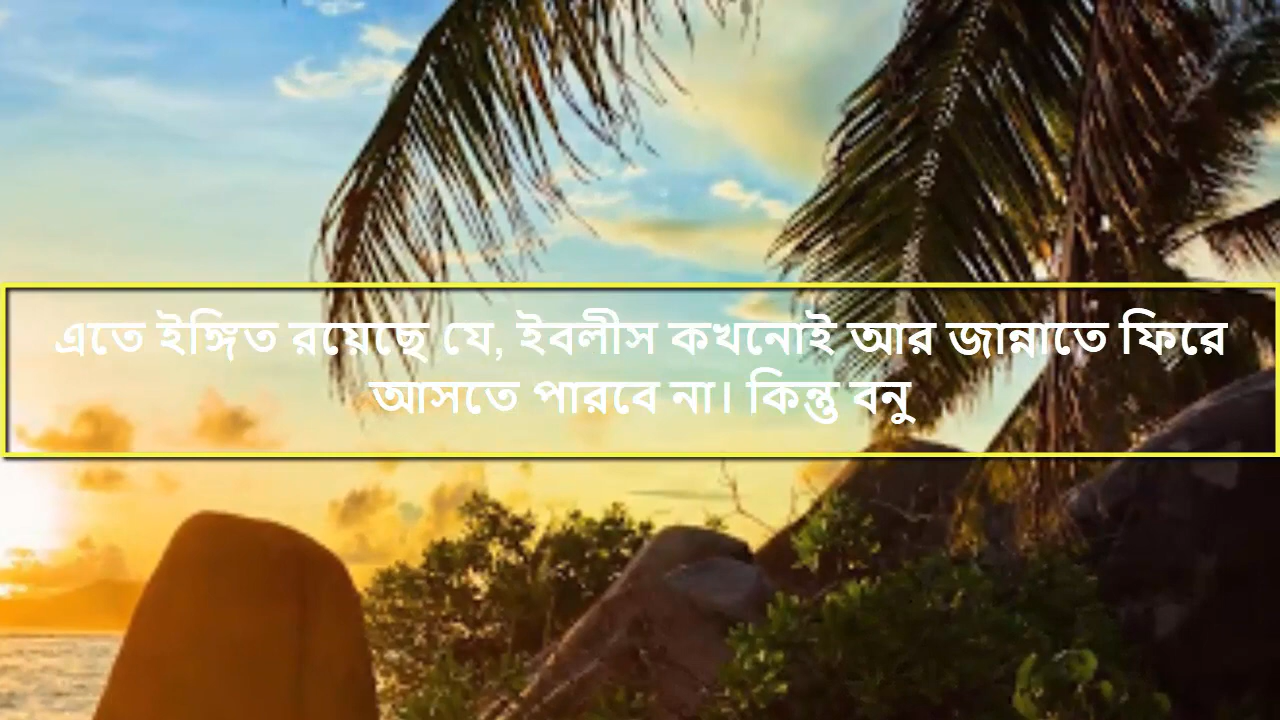 এতে ইঙ্গিত রয়েছে যে, ইবলীস কখনোই আর জান্নাতে ফিরে
আসতে পারবে না। কিন্তু বনু